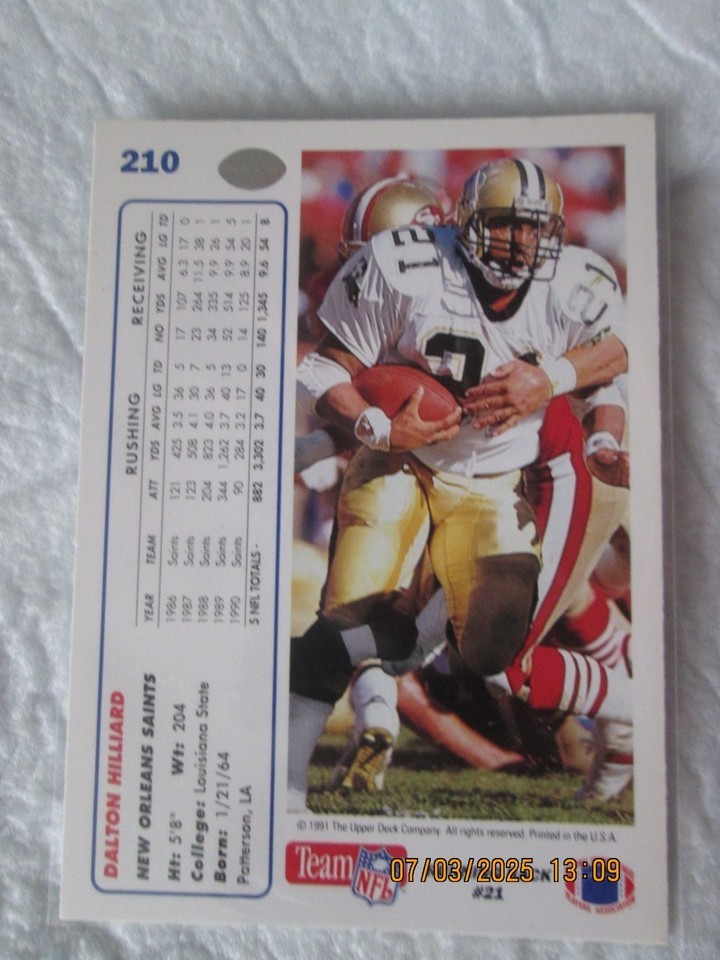 210
DALTON HILLIARD
NEW ORLEANS SAINTS
Ht: 5'8" Wt: 204
College: Louisiana State
Born: 1/21/64
Patterson, LA
RUSHING RECEIVING
YEAR TEAM ATT YDS AVG LG TD NO YDS AVG LG TD
1986 Saints 121 425 3.5 36 5 17 107 6.3 17 0
1987 Saints 123 508 4.1 30 7 23 264 11.5 38 1
1988 Saints 204 823 4.0 36 5 34 335 9.9 26 1
1989 Saints 344 1,262 3.7 40 13 52 514 9.9 54 5
1990 Saints 90 284 3.2 17 0 14 125 8.9 20 1
5 NFL TOTALS - 882 3,302 3.7 40 30 140 1,345 9.6 54 8
21
21
© 1991 The Upper Deck Company. All rights reserved. Printed in the U.S.A.
Team NFL
#21
07/03/2025 13:09